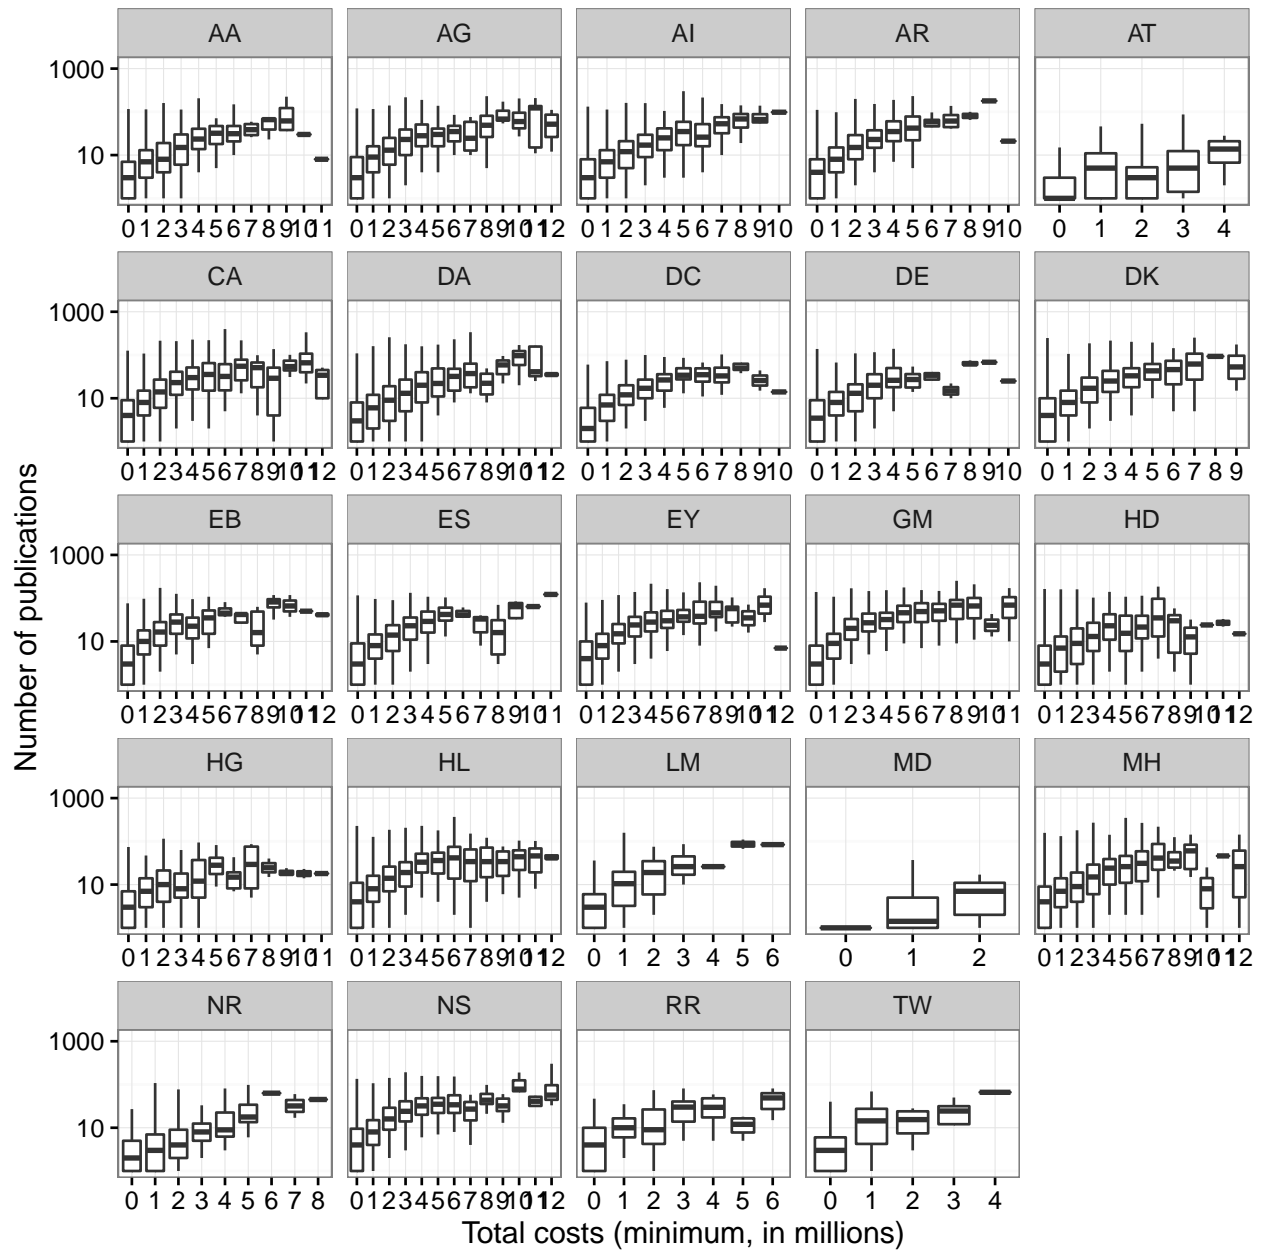 AA AG AI AR AT
1000
10
0 1 2 3 4 5 6 7 8 9 10 11 0 1 2 3 4 5 6 7 8 9 10 11 12 0 1 2 3 4 5 6 7 8 9 10 0 1 2 3 4 5 6 7 8 9 10 0 1 2 3 4
CA DA DC DE DK
1000
10
0 1 2 3 4 5 6 7 8 9 10 11 12 0 1 2 3 4 5 6 7 8 9 10 11 12 0 1 2 3 4 5 6 7 8 9 10 0 1 2 3 4 5 6 7 8 9 10 0 1 2 3 4 5 6 7 8 9
Number of publications
EB ES EY GM HD
1000
10
0 1 2 3 4 5 6 7 8 9 10 11 12 0 1 2 3 4 5 6 7 8 9 10 11 0 1 2 3 4 5 6 7 8 9 10 11 12 0 1 2 3 4 5 6 7 8 9 10 11 0 1 2 3 4 5 6 7 8 9 10 11 12
HG HL LM MD MH
1000
10
0 1 2 3 4 5 6 7 8 9 10 11 0 1 2 3 4 5 6 7 8 9 10 11 12 0 1 2 3 4 5 6 0 1 2 0 1 2 3 4 5 6 7 8 9 10 11 12
NR NS RR TW
1000
10
0 1 2 3 4 5 6 7 8 0 1 2 3 4 5 6 7 8 9 10 11 12 0 1 2 3 4 5 6 0 1 2 3 4
Total costs (minimum, in millions)